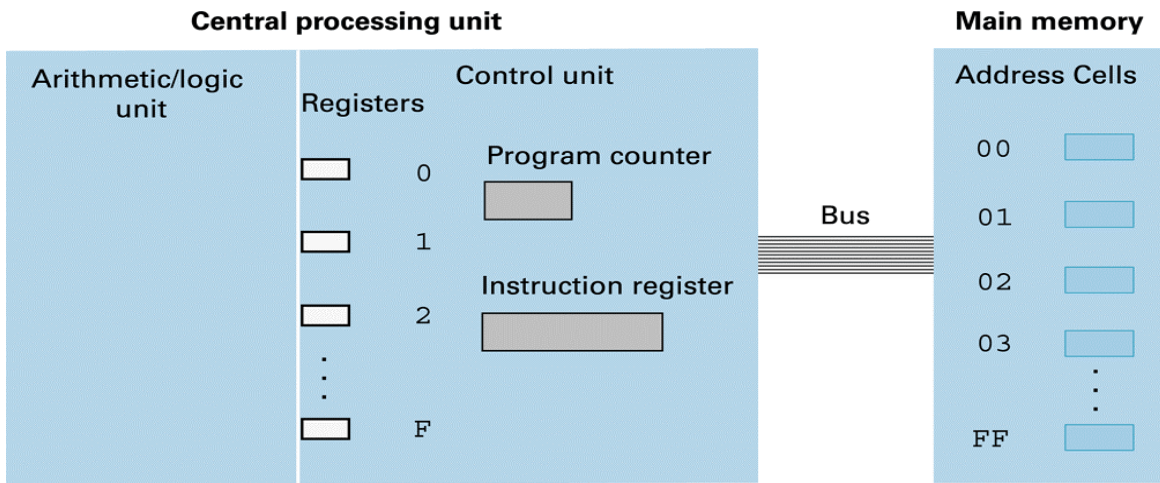 Central processing unit
Main memory
Arithmetic/logic
unit
Control unit
Registers
Address Cells
0
Program counter
1
2
Instruction register
F
Bus
00
01
02
03
FF